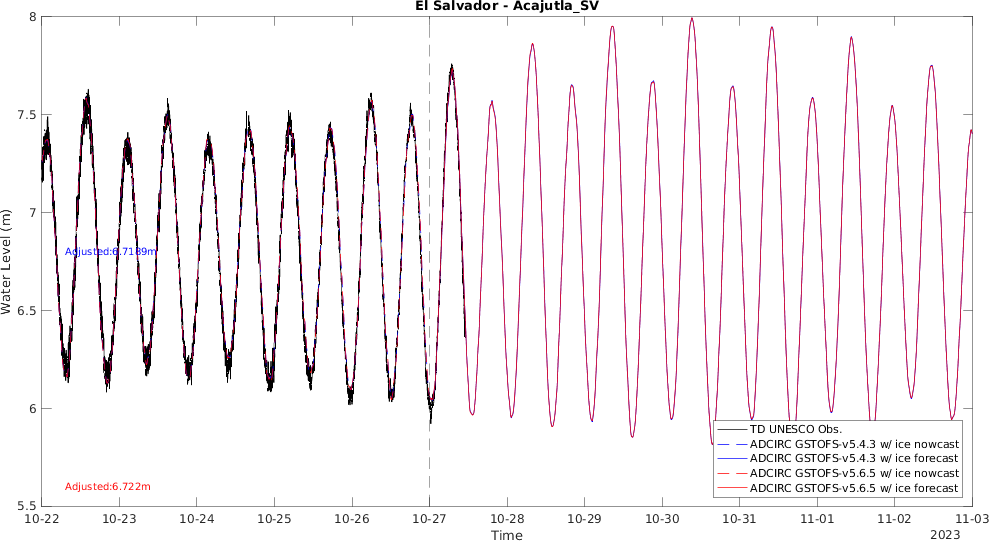 El Salvador - Acajutla_SV
8
7.5
7
6.5
6
5.5
Water Level (m)
Adjusted:6.7189m
Adjusted:6.722m
TD UNESCO Obs.
ADCIRC GSTOFS-v5.4.3 w/ ice nowcast
ADCIRC GSTOFS-v5.4.3 w/ ice forecast
ADCIRC GSTOFS-v5.6.5 w/ ice nowcast
ADCIRC GSTOFS-v5.6.5 w/ ice forecast
10-22 10-23 10-24 10-25 10-26 10-27 10-28 10-29 10-30 10-31 11-01 11-02 11-03
Time
2023